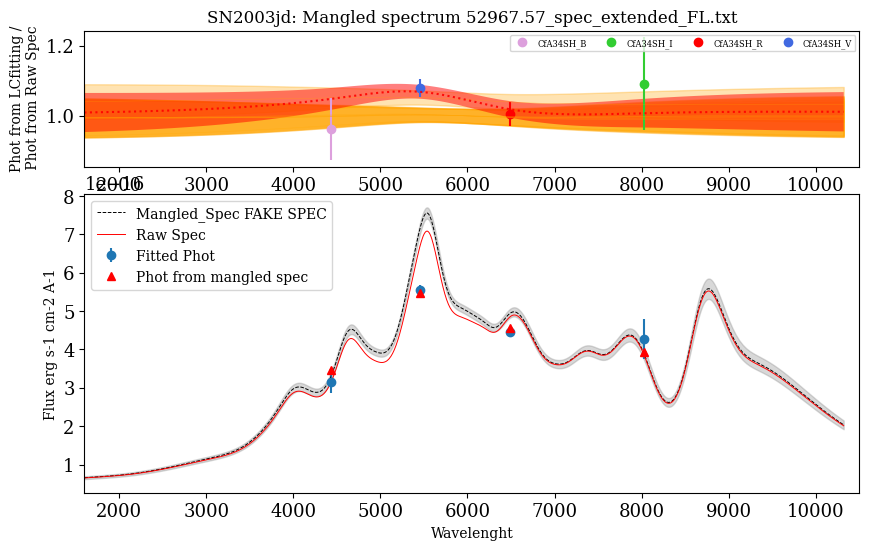 SN2003jd: Mangled spectrum 52967.57_spec_extended_FL.txt
Phot from LCfitting /
Phot from Raw Spec
1.2
1.0
CfA34SH_B
CfA34SH_I
CfA34SH_R
CfA34SH_V
2000 3000 4000 5000 6000 7000 8000 9000 10000
1e−16
8
7
6
5
4
3
2
1
Flux erg s-1 cm-2 A-1
Mangled_Spec FAKE SPEC
Raw Spec
Fitted Phot
Phot from mangled spec
2000 3000 4000 5000 6000 7000 8000 9000 10000
Wavelenght